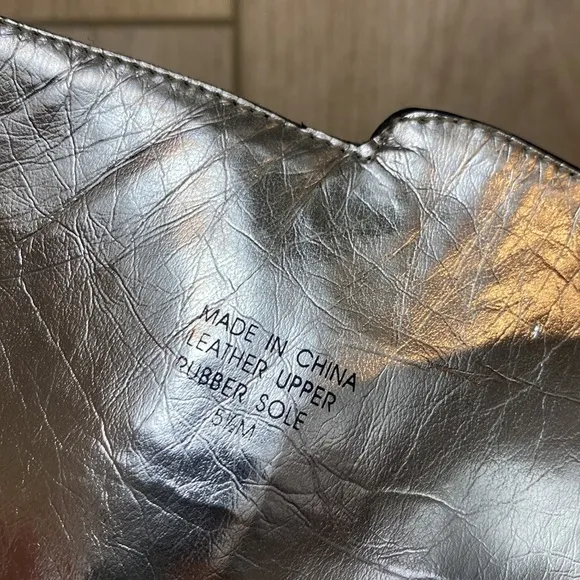 MADE IN CHINA
LEATHER UPPER
RUBBER SOLE
5½M